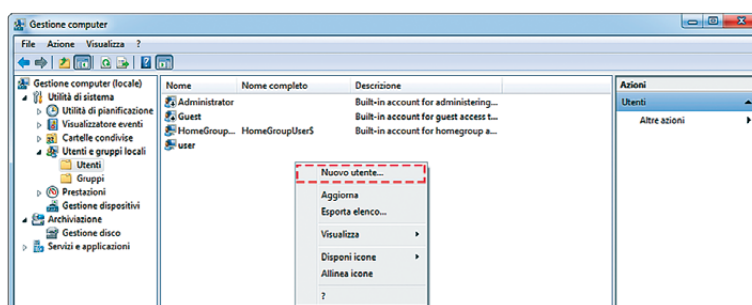 Gestione computer
File Azione Visualizza ?
Gestione computer (locale)
Utilità di sistema
Utilità di pianificazione
Visualizzatore eventi
Cartelle condivise
Utenti e gruppi locali
Utenti
Gruppi
Prestazioni
Gestione dispositivi
Archiviazione
Gestione disco
Servizi e applicazioni
Nome Nome completo Descrizione
Administrator Built-in account for administering...
Guest Built-in account for guest access t...
HomeGroup... HomeGroupUser$ Built-in account for homegroup a...
user
Nuovo utente...
Aggiorna
Esporta elenco...
Visualizza
Disponi icone
Allinea icone
?
Azioni
Utenti
Altre azioni